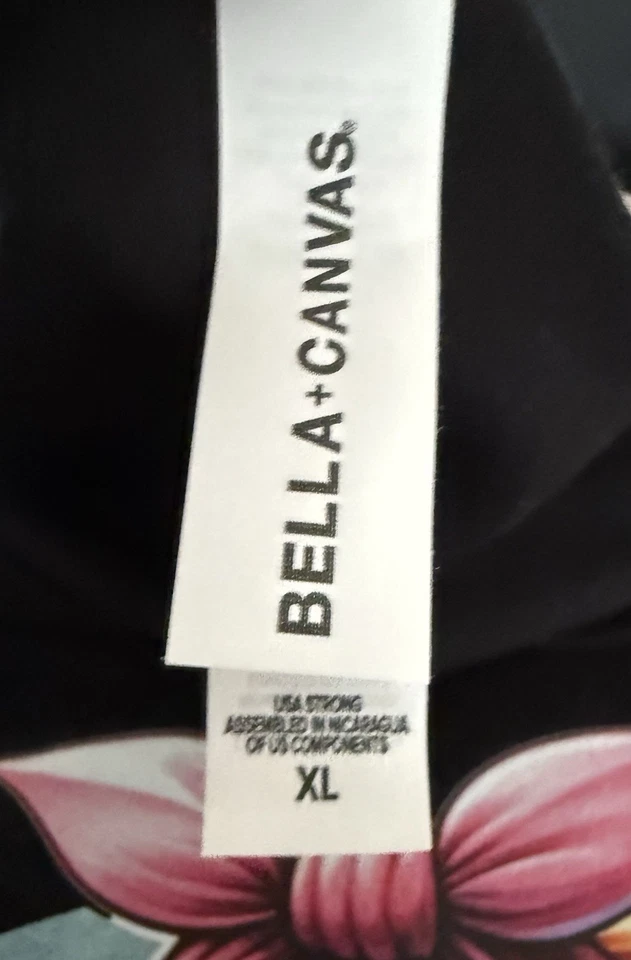 BELLA+CANVAS®
USA STRONG
ASSEMBLED IN NICARAGUA
OF US COMPONENTS
XL